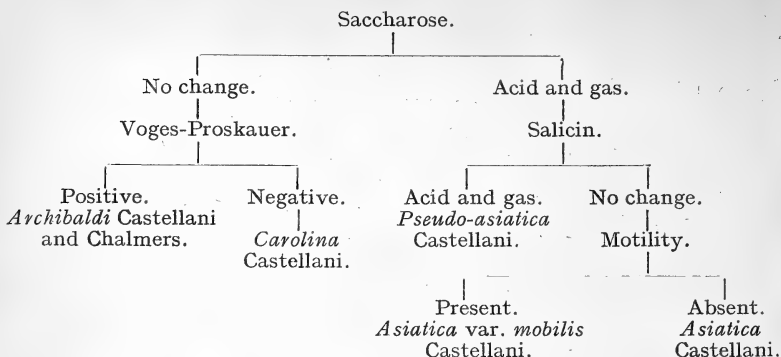 Saccharose.
No change. Acid and gas.
Voges-Proskauer. Salicin.
Positive. Negative. Acid and gas. No change.
Archibaldi Castellani Pseudo-asiatica
and Chalmers. Carolina Castellani. Motility.
Castellani.
Present. Absent.
Asiatica var. mobilis Asiatica
Castellani. Castellani.